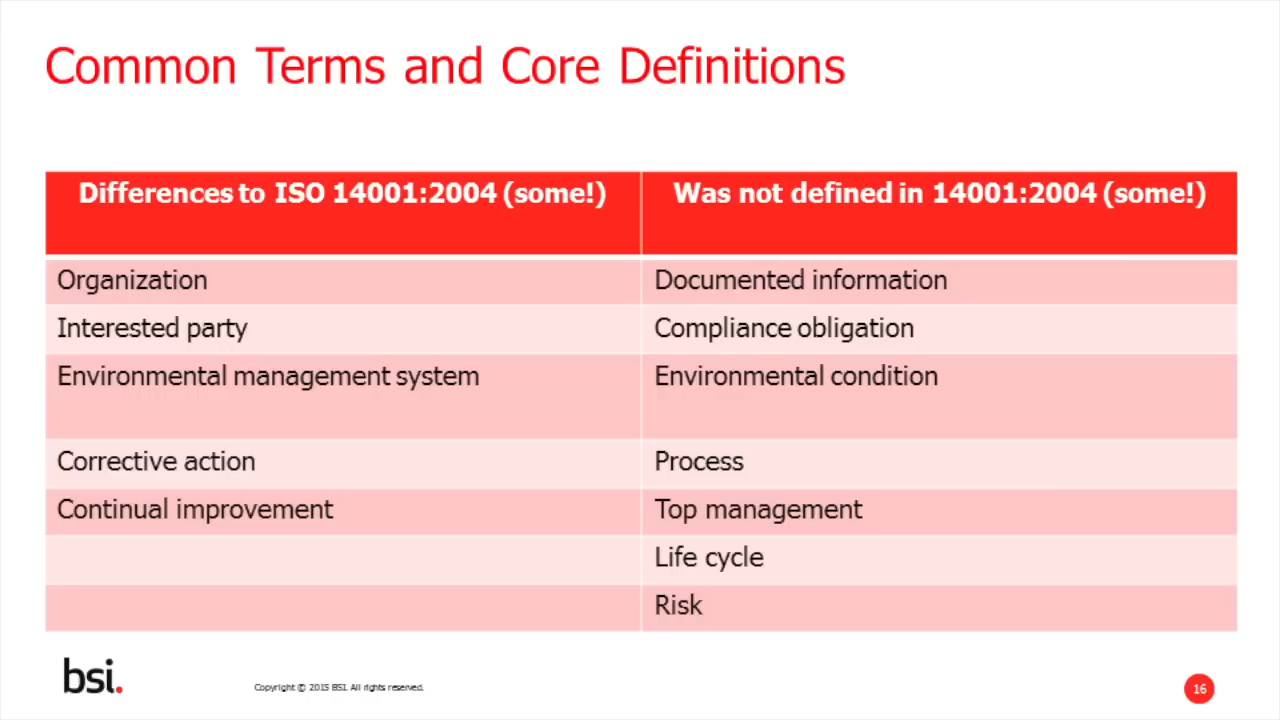 Common Terms and Core Definitions
Differences to ISO 14001:2004 (some!)
Was not defined in 14001:2004 (some!)
Organization
Documented information
Interested party
Compliance obligation
Environmental management system
Environmental condition
Corrective action
Process
Continual improvement
Top management
Life cycle
Risk
bsi.
Copyright © 2015 BSI. All rights reserved.
16